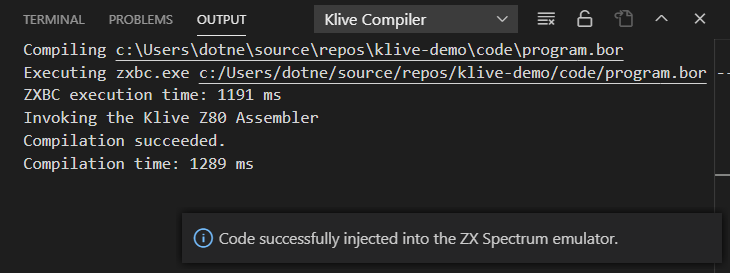 TERMINAL PROBLEMS OUTPUT Klive Compiler
Compiling c:\Users\dotne\source\repos\klive-demo\code\program.bor
Executing zxbc.exe c:/Users/dotne/source/repos/klive-demo/code/program.bor --
ZXBC execution time: 1191 ms
Invoking the Klive Z80 Assembler
Compilation succeeded.
Compilation time: 1289 ms
Code successfully injected into the ZX Spectrum emulator.